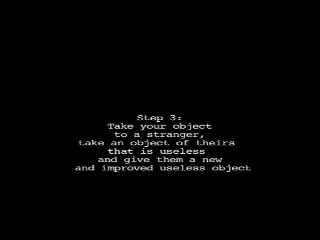 Step 3:
Take your object
to a stranger,
take an object of theirs
that is useless
and give them a new
and improved useless object